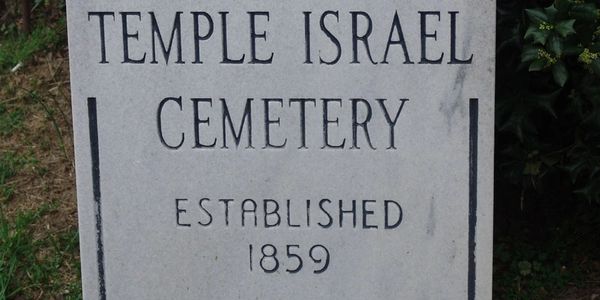 TEMPLE ISRAEL
CEMETERY
ESTABLISHED
1859